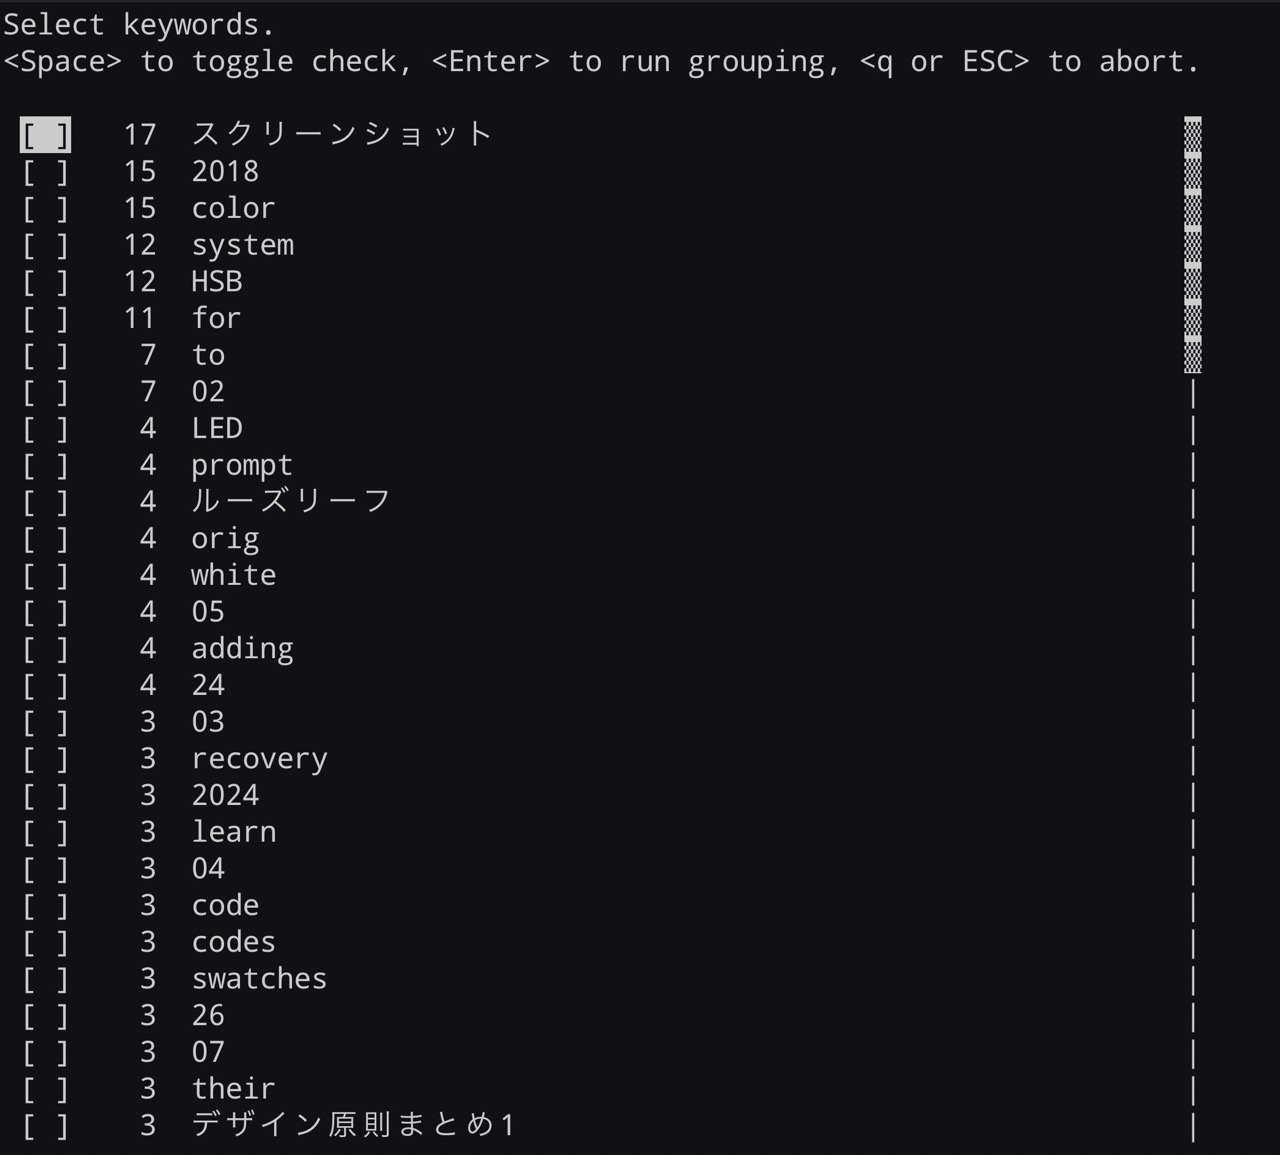 Select keywords.
<Space> to toggle check, <Enter> to run grouping, <q or ESC> to abort.
[ ] 17 スクリーンショット
[ ] 15 2018
[ ] 15 color
[ ] 12 system
[ ] 12 HSB
[ ] 11 for
[ ] 7 to
[ ] 7 02
[ ] 4 LED
[ ] 4 prompt
[ ] 4 ルーズリーフ
[ ] 4 orig
[ ] 4 white
[ ] 4 05
[ ] 4 adding
[ ] 4 24
[ ] 3 03
[ ] 3 recovery
[ ] 3 2024
[ ] 3 learn
[ ] 3 04
[ ] 3 code
[ ] 3 codes
[ ] 3 swatches
[ ] 3 26
[ ] 3 07
[ ] 3 their
[ ] 3 デザイン原則まとめ1